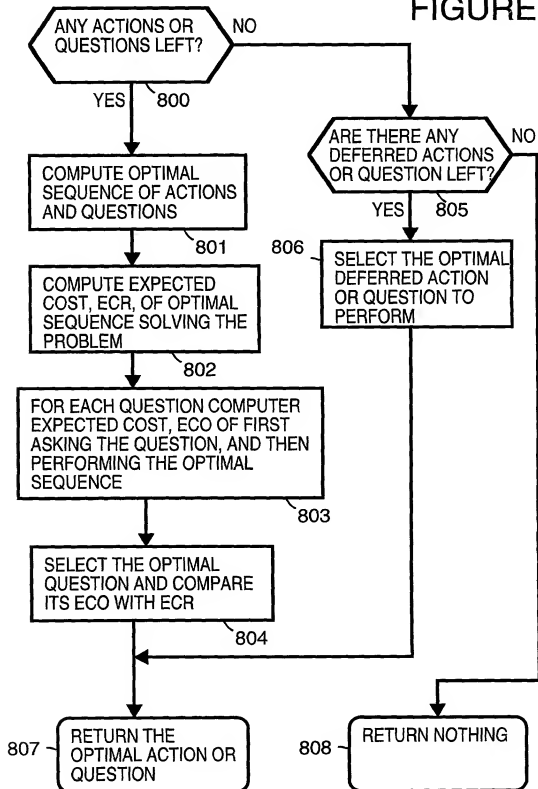 FIGURE
ANY ACTIONS OR
QUESTIONS LEFT?
NO
YES
800
COMPUTE OPTIMAL
SEQUENCE OF ACTIONS
AND QUESTIONS
801
COMPUTE EXPECTED
COST, ECR, OF OPTIMAL
SEQUENCE SOLVING THE
PROBLEM
802
FOR EACH QUESTION COMPUTER
EXPECTED COST, ECO OF FIRST
ASKING THE QUESTION, AND THEN
PERFORMING THE OPTIMAL
SEQUENCE
803
SELECT THE OPTIMAL
QUESTION AND COMPARE
ITS ECO WITH ECR
804
ARE THERE ANY
DEFERRED ACTIONS
OR QUESTION LEFT?
NO
YES
805
806
SELECT THE OPTIMAL
DEFERRED ACTION
OR QUESTION TO
PERFORM
807
RETURN THE
OPTIMAL ACTION OR
QUESTION
808
RETURN NOTHING